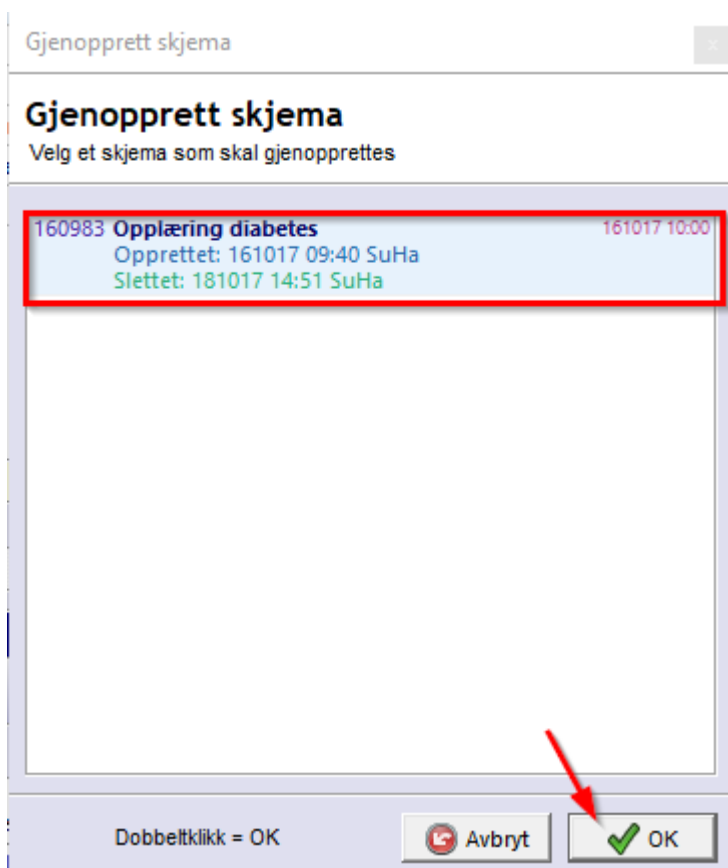 Gjenopprett skjema
Gjenopprett skjema
Velg et skjema som skal gjenopprettes
160983 Opplæring diabetes 161017 10:00
Opprettet: 161017 09:40 SuHa
Slettet: 181017 14:51 SuHa
Dobbeltklikk = OK Avbryt OK